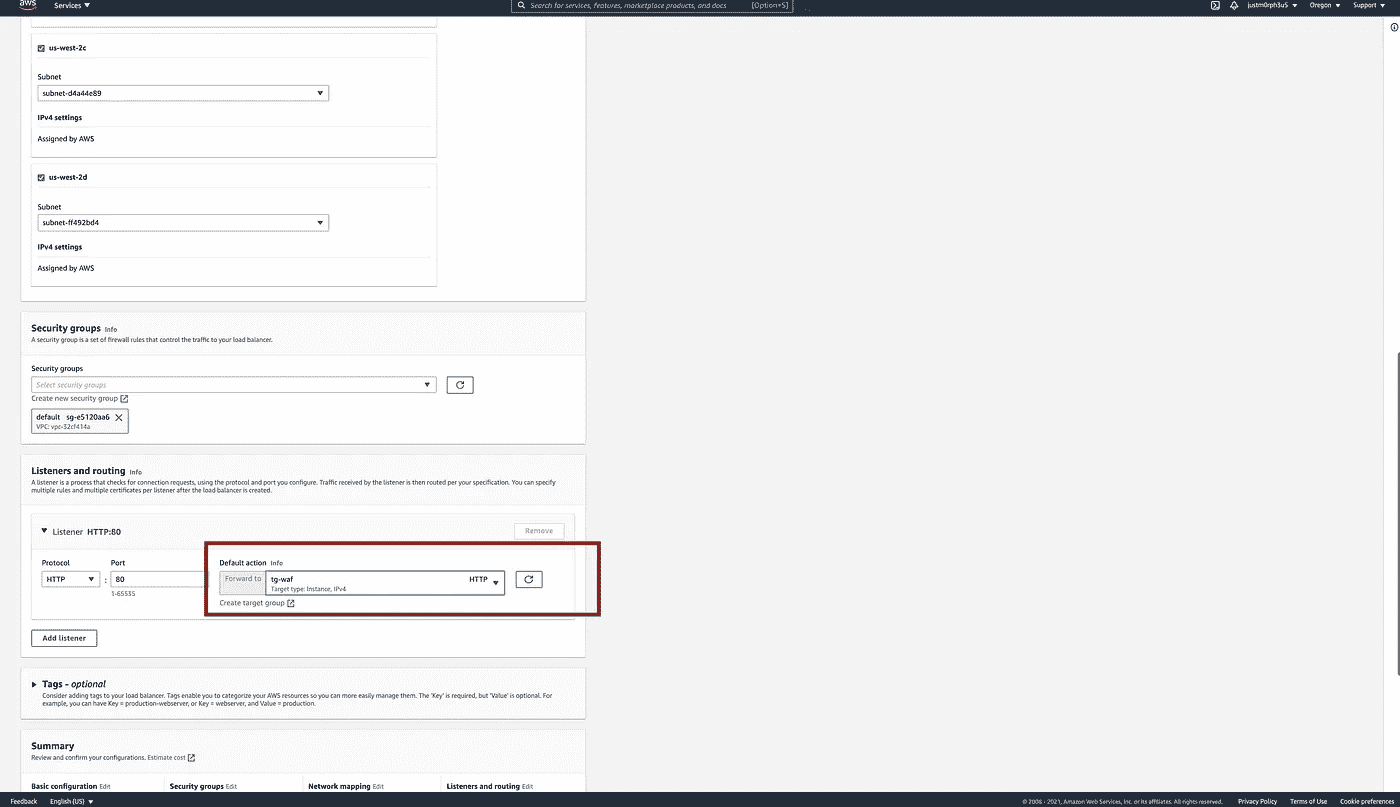 aws
Services
Search for services, features, marketplace products, and docs [Option+S]
justm0rph3u5 Oregon Support
us-west-2c
Subnet
subnet-d4a44e89
IPv4 settings
Assigned by AWS
us-west-2d
Subnet
subnet-ff492bd4
IPv4 settings
Assigned by AWS
Security groups Info
A security group is a set of firewall rules that control the traffic to your load balancer.
Security groups
Select security groups
Create new security group
default sg-e5120aa6
VPC: vpc-32cf414a
Listeners and routing Info
A listener is a process that checks for connection requests, using the protocol and port you configure. Traffic received by the listener is then routed per your specification. You can specify
multiple rules and multiple certificates per listener after the load balancer is created.
Listener HTTP:80
Remove
Protocol Port Default action Info
HTTP : 80 Forward to tg-waf HTTP
Target type: Instance, IPv4
1-65535
Create target group
Add listener
Tags - optional
Consider adding tags to your load balancer. Tags enable you to categorize your AWS resources so you can more easily manage them. The 'Key' is required, but 'Value' is optional. For
example, you can have Key = production-webserver, or Key = webserver, and Value = production.
Summary
Review and confirm your configurations. Estimate cost
Basic configuration Edit Security groups Edit Network mapping Edit Listeners and routing Edit
Feedback English (US) © 2008 - 2021, Amazon Web Services, Inc. or its affiliates. All rights reserved. Privacy Policy Terms of Use Cookie preferences